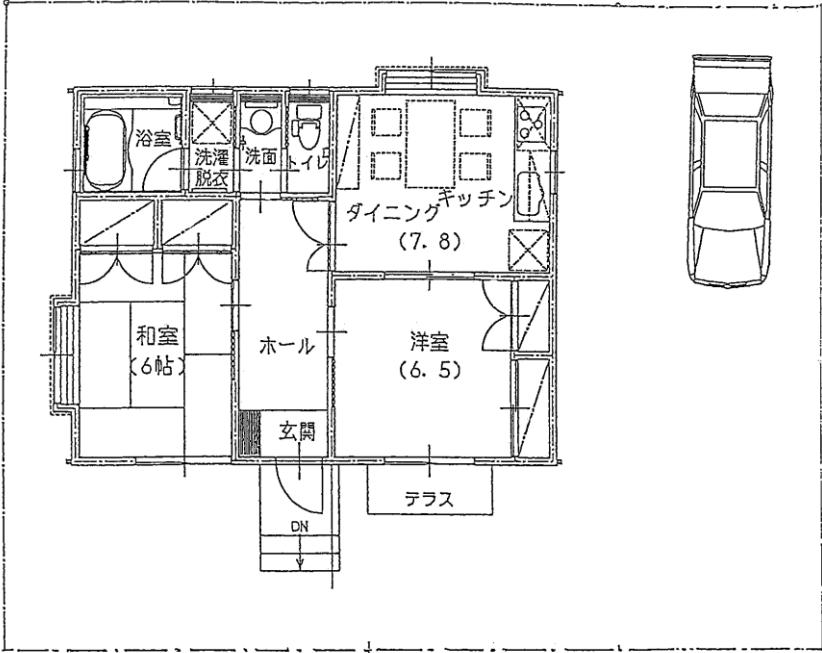 浴室
洗濯
脱衣
洗面
トイレ
ダイニング
キッチン
(7.8)
和室
(6帖)
ホール
洋室
(6.5)
玄関
テラス
DN